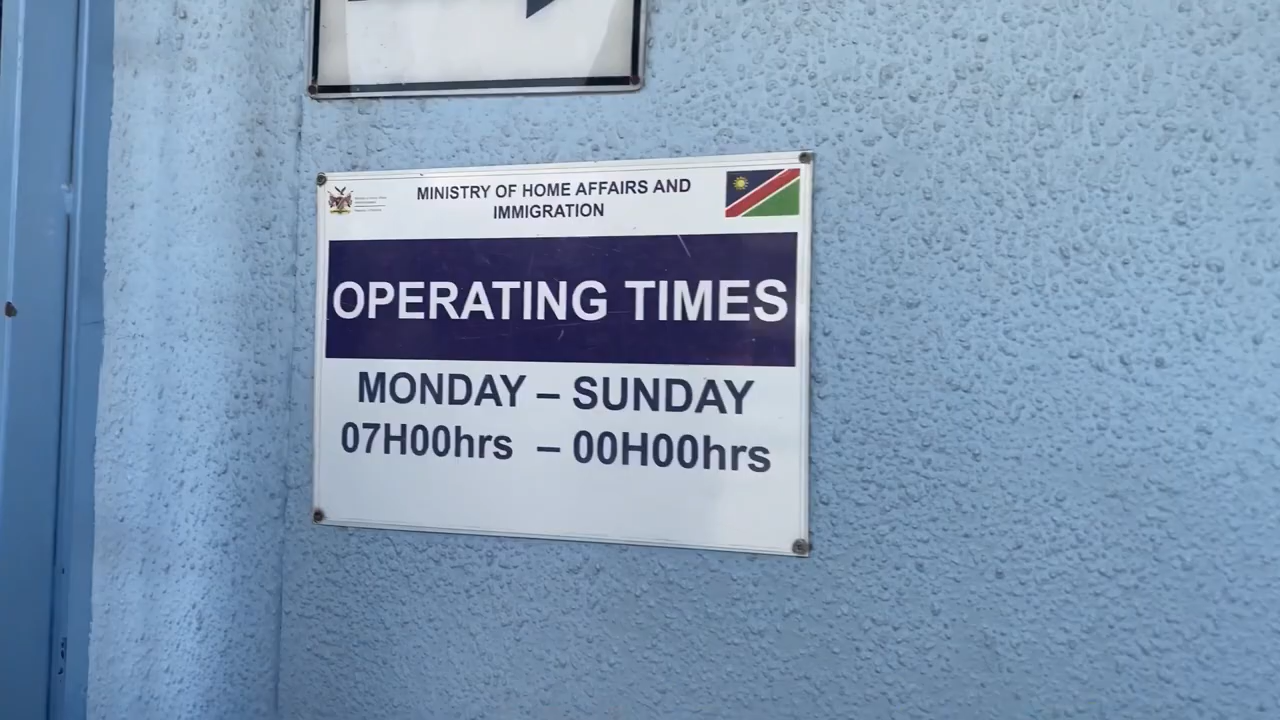 MINISTRY OF HOME AFFAIRS AND
IMMIGRATION
OPERATING TIMES
MONDAY – SUNDAY
07H00hrs – 00H00hrs